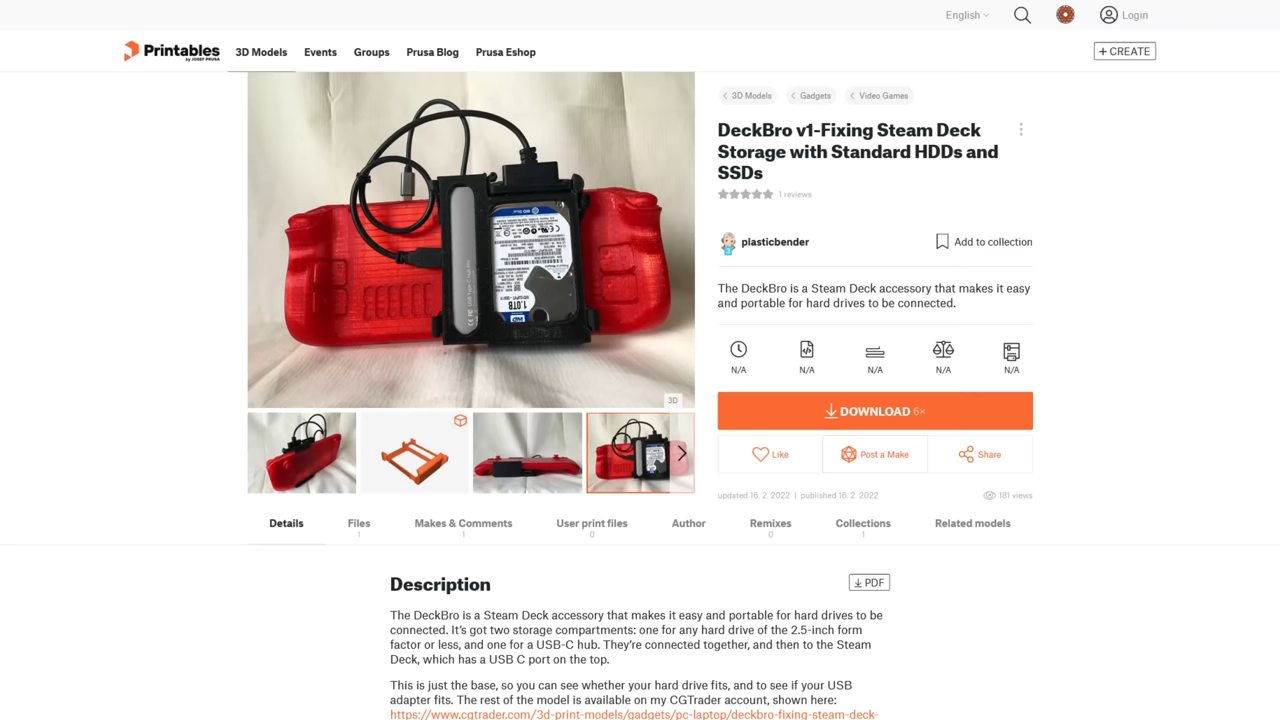 English
Login
Printables
by JOSEF PRUSA
3D Models
Events
Groups
Prusa Blog
Prusa Eshop
+ CREATE
3D Models
Gadgets
Video Games
DeckBro v1-Fixing Steam Deck
Storage with Standard HDDs and
SSDs
1 reviews
plasticbender
Add to collection
The DeckBro is a Steam Deck accessory that makes it easy
and portable for hard drives to be connected.
N/A
N/A
N/A
N/A
N/A
DOWNLOAD 6×
Like
Post a Make
Share
updated 16. 2. 2022 | published 16. 2. 2022
181 views
1.0TB
WD
3D
Details
Files
1
Makes & Comments
1
User print files
0
Author
Remixes
0
Collections
1
Related models
Description
PDF
The DeckBro is a Steam Deck accessory that makes it easy and portable for hard drives to be
connected. It's got two storage compartments: one for any hard drive of the 2.5-inch form
factor or less, and one for a USB-C hub. They're connected together, and then to the Steam
Deck, which has a USB C port on the top.
This is just the base, so you can see whether your hard drive fits, and to see if your USB
adapter fits. The rest of the model is available on my CGTrader account, shown here:
https://www.cgtrader.com/3d-print-models/gadgets/pc-laptop/deckbro-fixing-steam-deck-